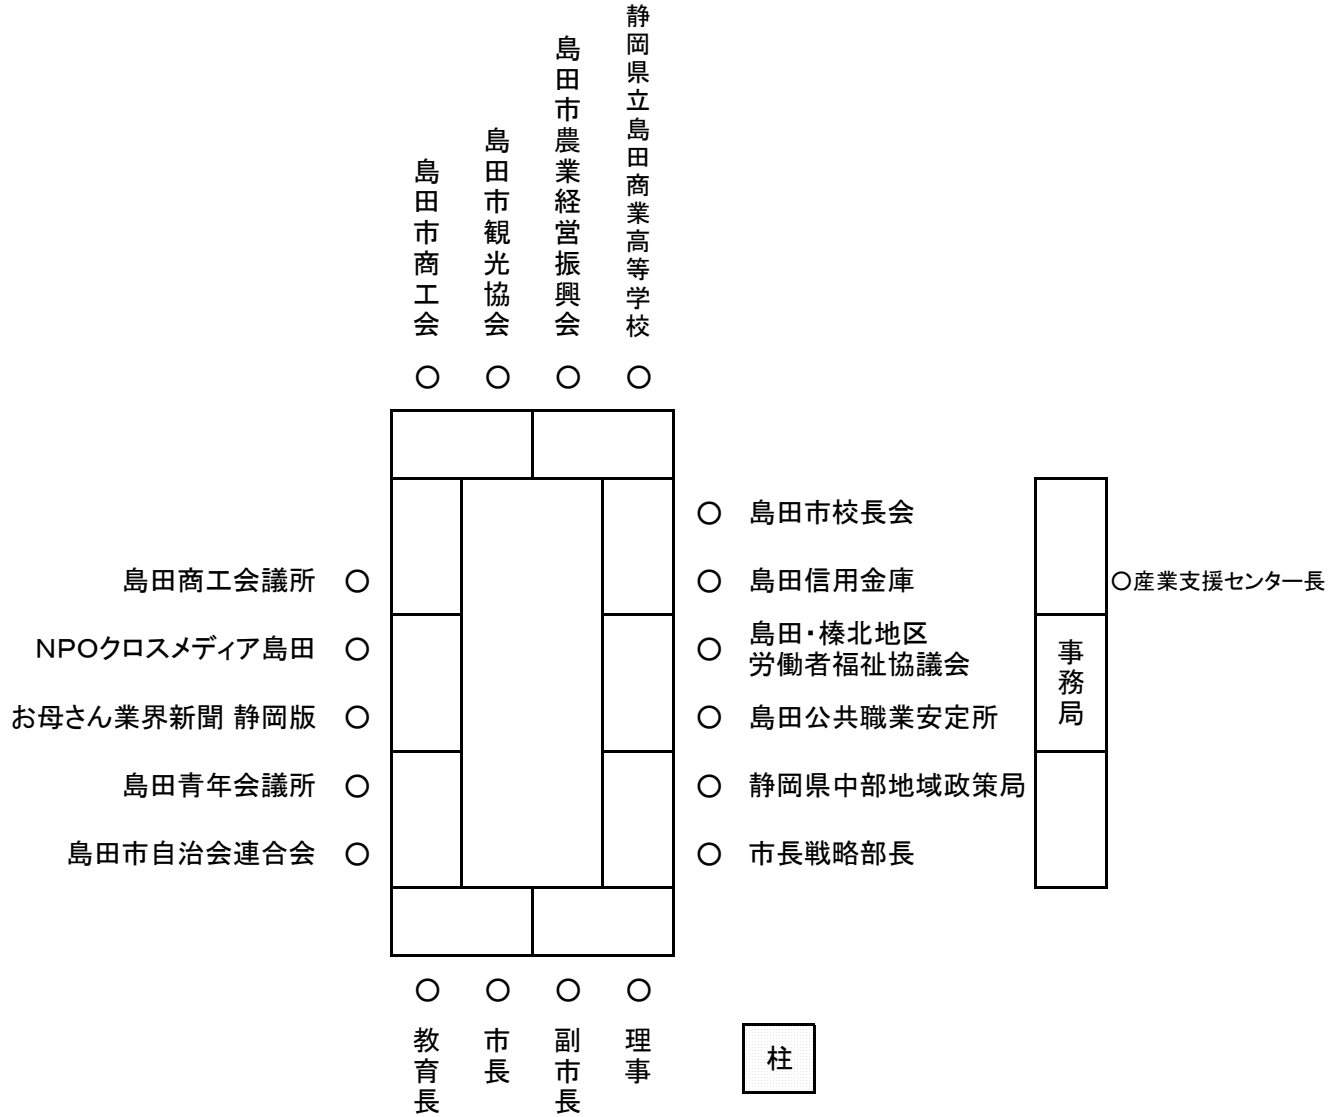 島田市商工会
島田市観光協会
島田市農業経営振興会
静岡県立島田商業高等学校
○ ○ ○ ○
○ 島田市校長会
島田商工会議所 ○
○ 島田信用金庫
○産業支援センター長
NPOクロスメディア島田 ○
○ 島田・榛北地区
労働者福祉協議会
事務局
お母さん業界新聞 静岡版 ○
○ 島田公共職業安定所
島田青年会議所 ○
○ 静岡県中部地域政策局
島田市自治会連合会 ○
○ 市長戦略部長
○ ○ ○ ○
教育長
市長
副市長
理事
柱